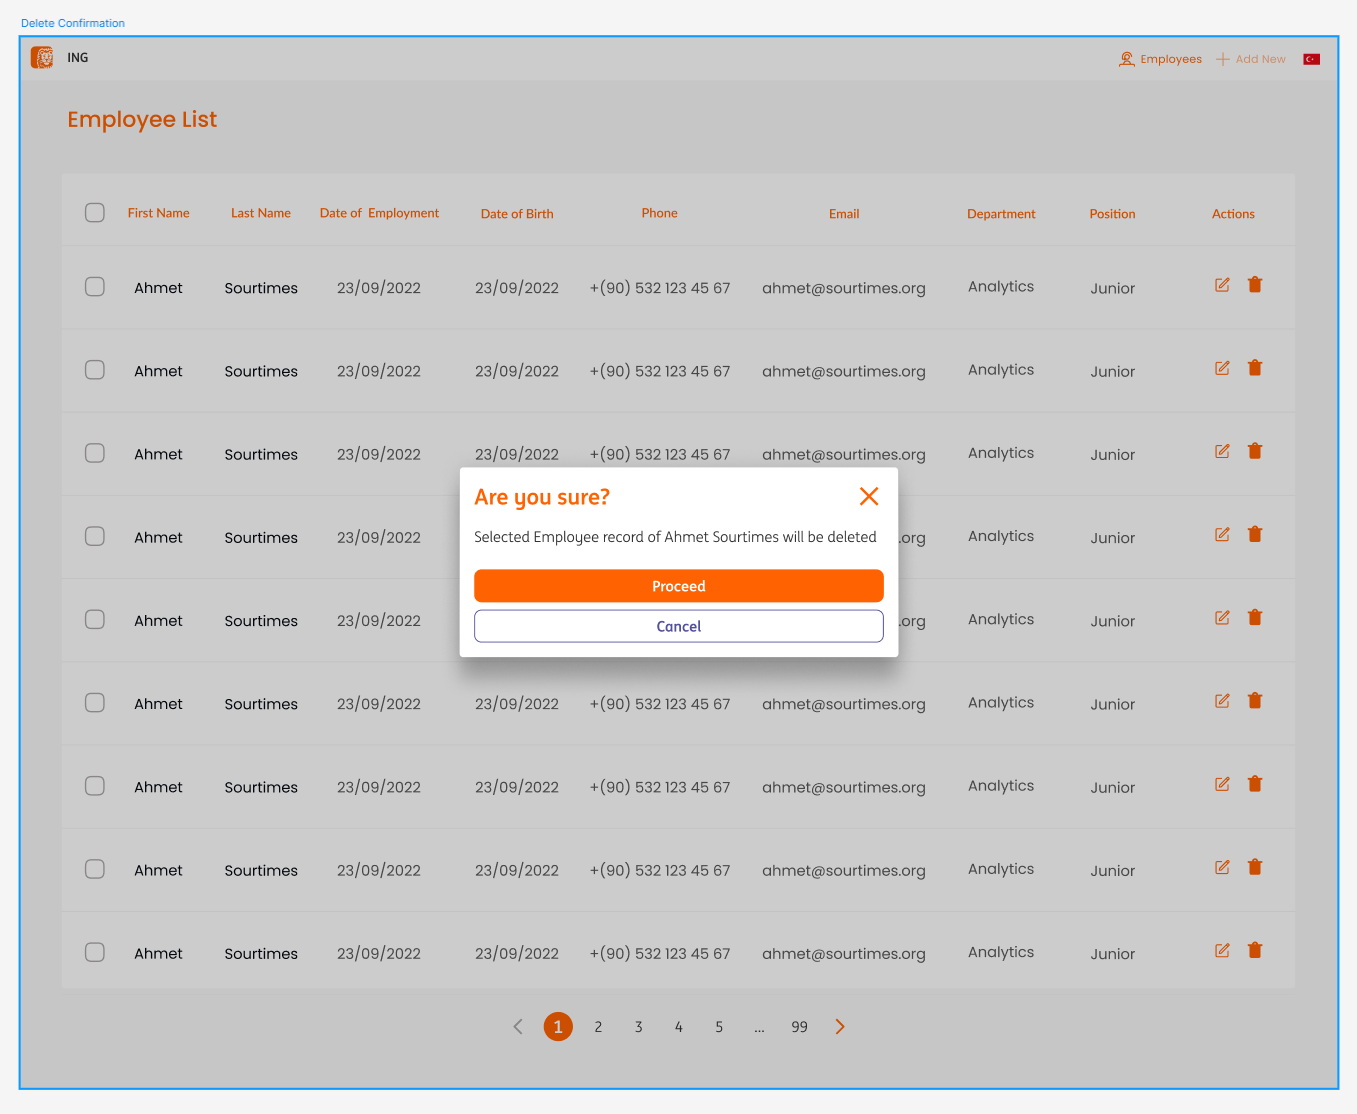 Delete Confirmation
ING
Employees Add New
Employee List
First Name Last Name Date of Employment Date of Birth Phone Email Department Position Actions
Ahmet Sourtimes 23/09/2022 23/09/2022 +(90) 532 123 45 67 ahmet@sourtimes.org Analytics Junior
Ahmet Sourtimes 23/09/2022 23/09/2022 +(90) 532 123 45 67 ahmet@sourtimes.org Analytics Junior
Ahmet Sourtimes 23/09/2022 23/09/2022 +(90) 532 123 45 67 ahmet@sourtimes.org Analytics Junior
Are you sure?
Selected Employee record of Ahmet Sourtimes will be deleted
Proceed
Cancel
Ahmet Sourtimes 23/09/2022 .org Analytics Junior
Ahmet Sourtimes 23/09/2022 .org Analytics Junior
Ahmet Sourtimes 23/09/2022 23/09/2022 +(90) 532 123 45 67 ahmet@sourtimes.org Analytics Junior
Ahmet Sourtimes 23/09/2022 23/09/2022 +(90) 532 123 45 67 ahmet@sourtimes.org Analytics Junior
Ahmet Sourtimes 23/09/2022 23/09/2022 +(90) 532 123 45 67 ahmet@sourtimes.org Analytics Junior
Ahmet Sourtimes 23/09/2022 23/09/2022 +(90) 532 123 45 67 ahmet@sourtimes.org Analytics Junior
1 2 3 4 5 ... 99